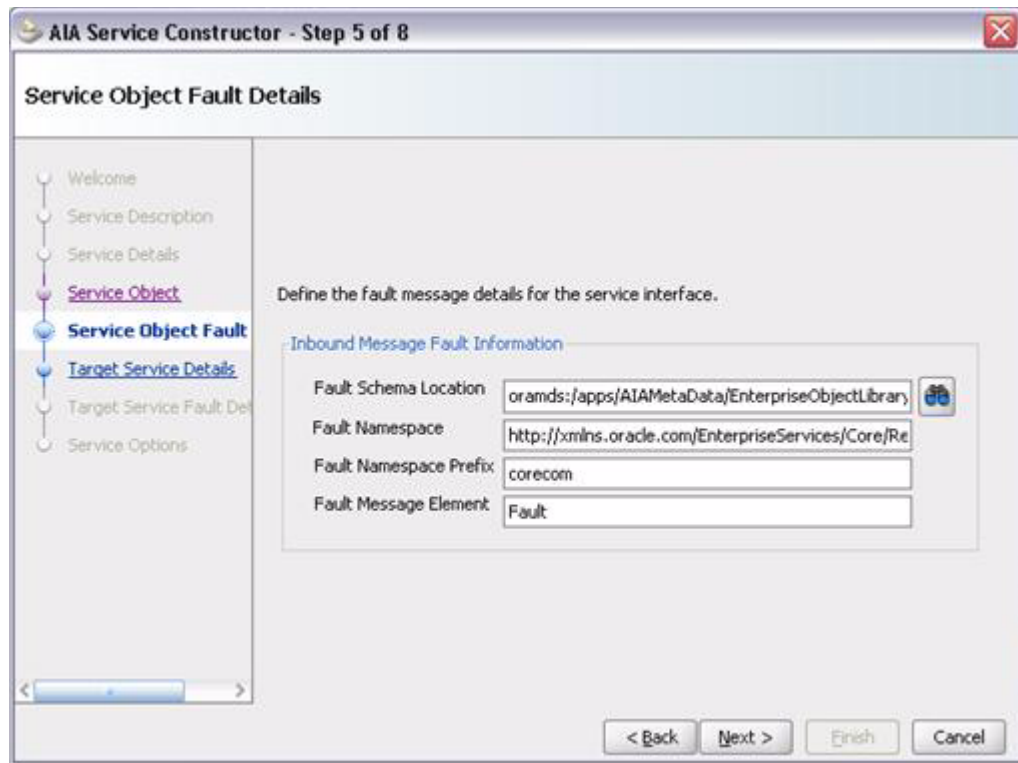 AIA Service Constructor - Step 5 of 8
Service Object Fault Details
Welcome
Service Description
Service Details
Service Object
Service Object Fault
Target Service Details
Target Service Fault Det
Service Options
Define the fault message details for the service interface.
Inbound Message Fault Information
Fault Schema Location oramds:/apps/AIAMetaData/EnterpriseObjectLibrary
Fault Namespace http://xmlns.oracle.com/EnterpriseServices/Core/Re
Fault Namespace Prefix corecom
Fault Message Element Fault
< Back Next > Finish Cancel